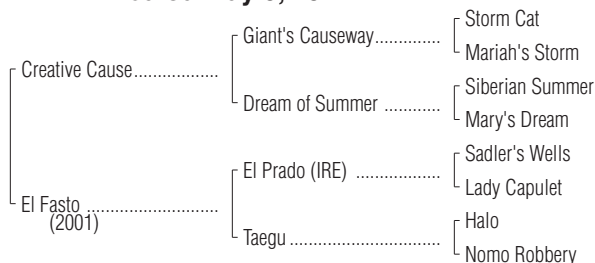 Storm Cat
Giant's Causeway..............
Mariah's Storm
Creative Cause..................
Siberian Summer
Dream of Summer ............
Mary's Dream
Sadler's Wells
El Prado (IRE) ..................
Lady Capulet
El Fasto ............................
(2001)
Halo
Taegu ................................
Nomo Robbery